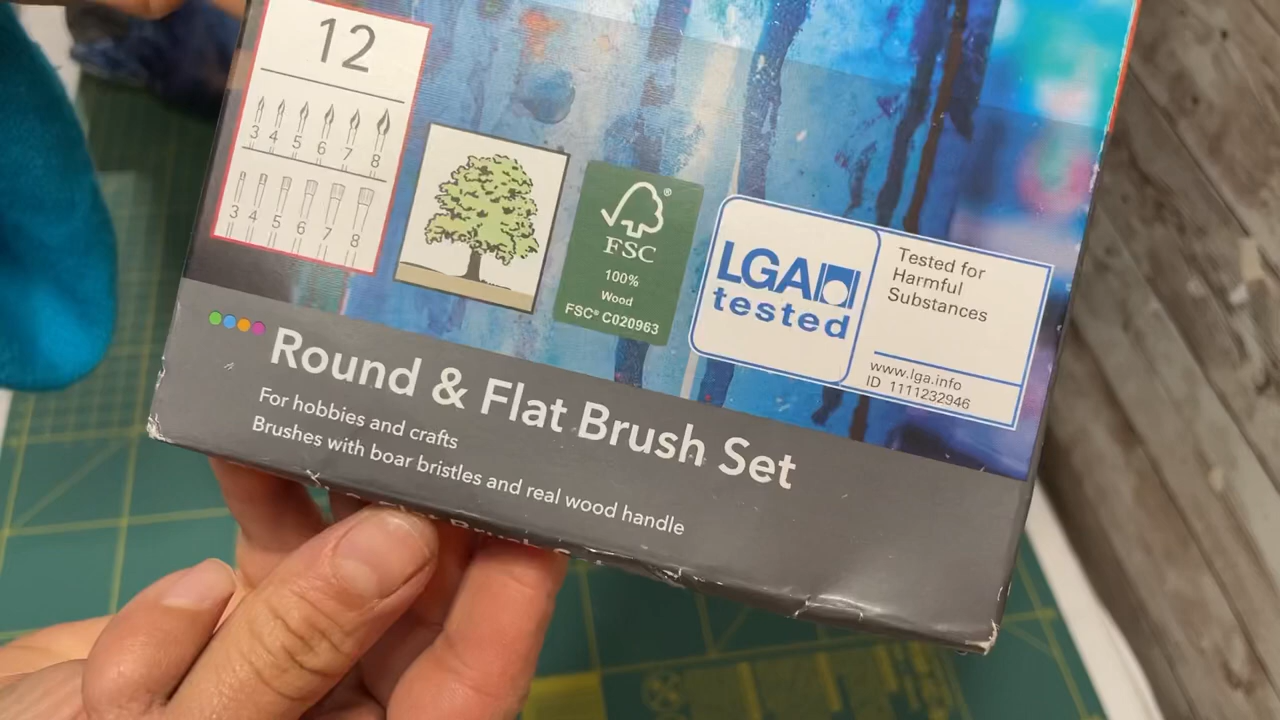 12
3 4 5 6 7 8
3 4 5 6 7 8
FSC®
100%
Wood
FSC® C020963
LGA
tested
Tested for
Harmful
Substances
www.lga.info
ID 1111232946
Round & Flat Brush Set
For hobbies and crafts
Brushes with boar bristles and real wood handle